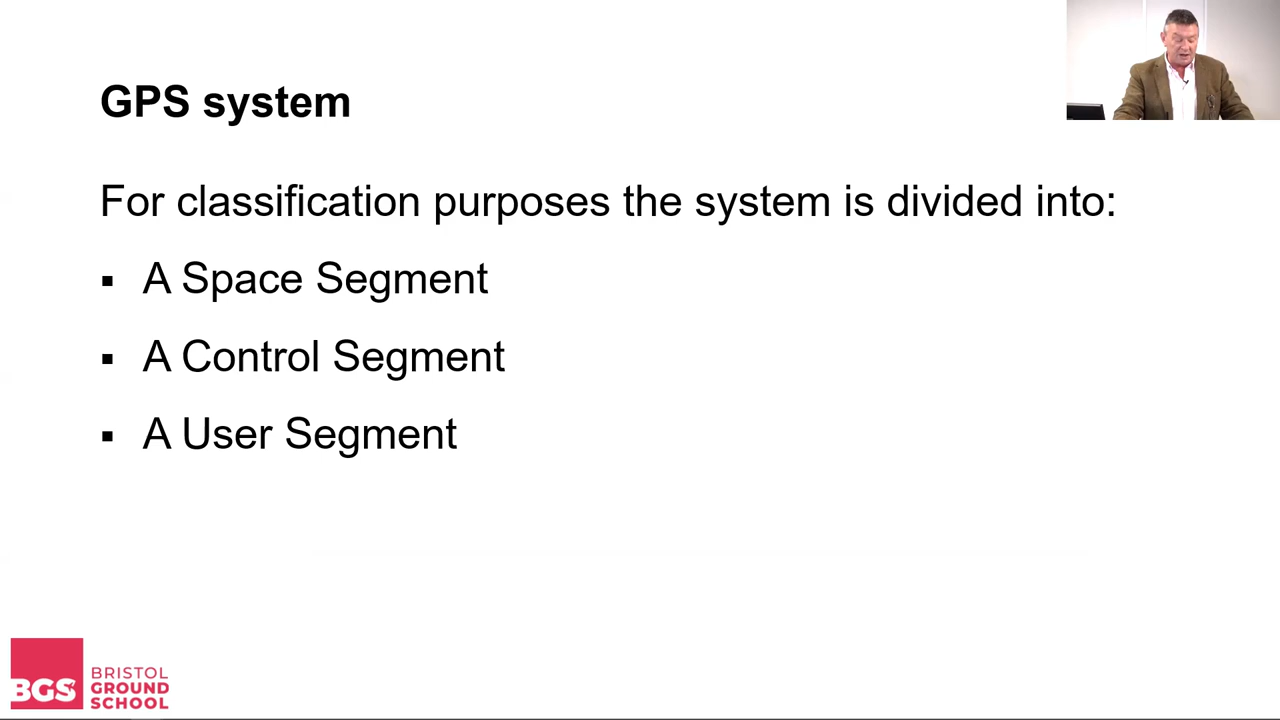 GPS system
For classification purposes the system is divided into:
▪ A Space Segment
▪ A Control Segment
▪ A User Segment
BGS
BRISTOL
GROUND
SCHOOL